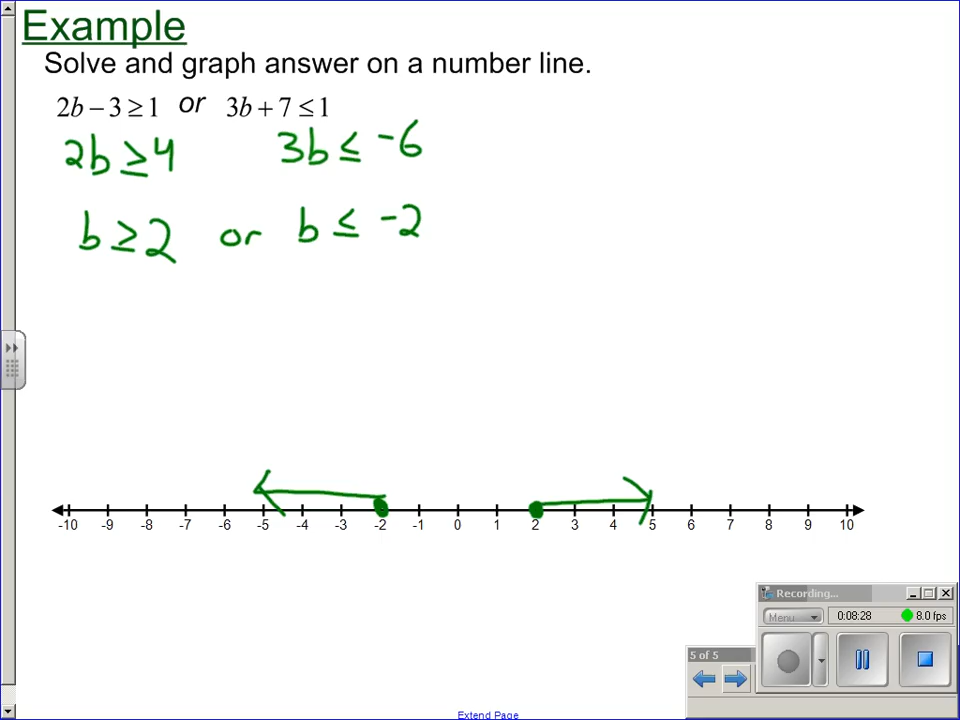 Example
Solve and graph answer on a number line.
2b − 3 ≥ 1 or 3b + 7 ≤ 1
2b ≥ 4 3b ≤ -6
b ≥ 2 or b ≤ -2
-10 -9 -8 -7 -6 -5 -4 -3 -2 -1 0 1 2 3 4 5 6 7 8 9 10
Recording...
Menu 0:08:28 8.0 fps
5 of 5
Extend Page